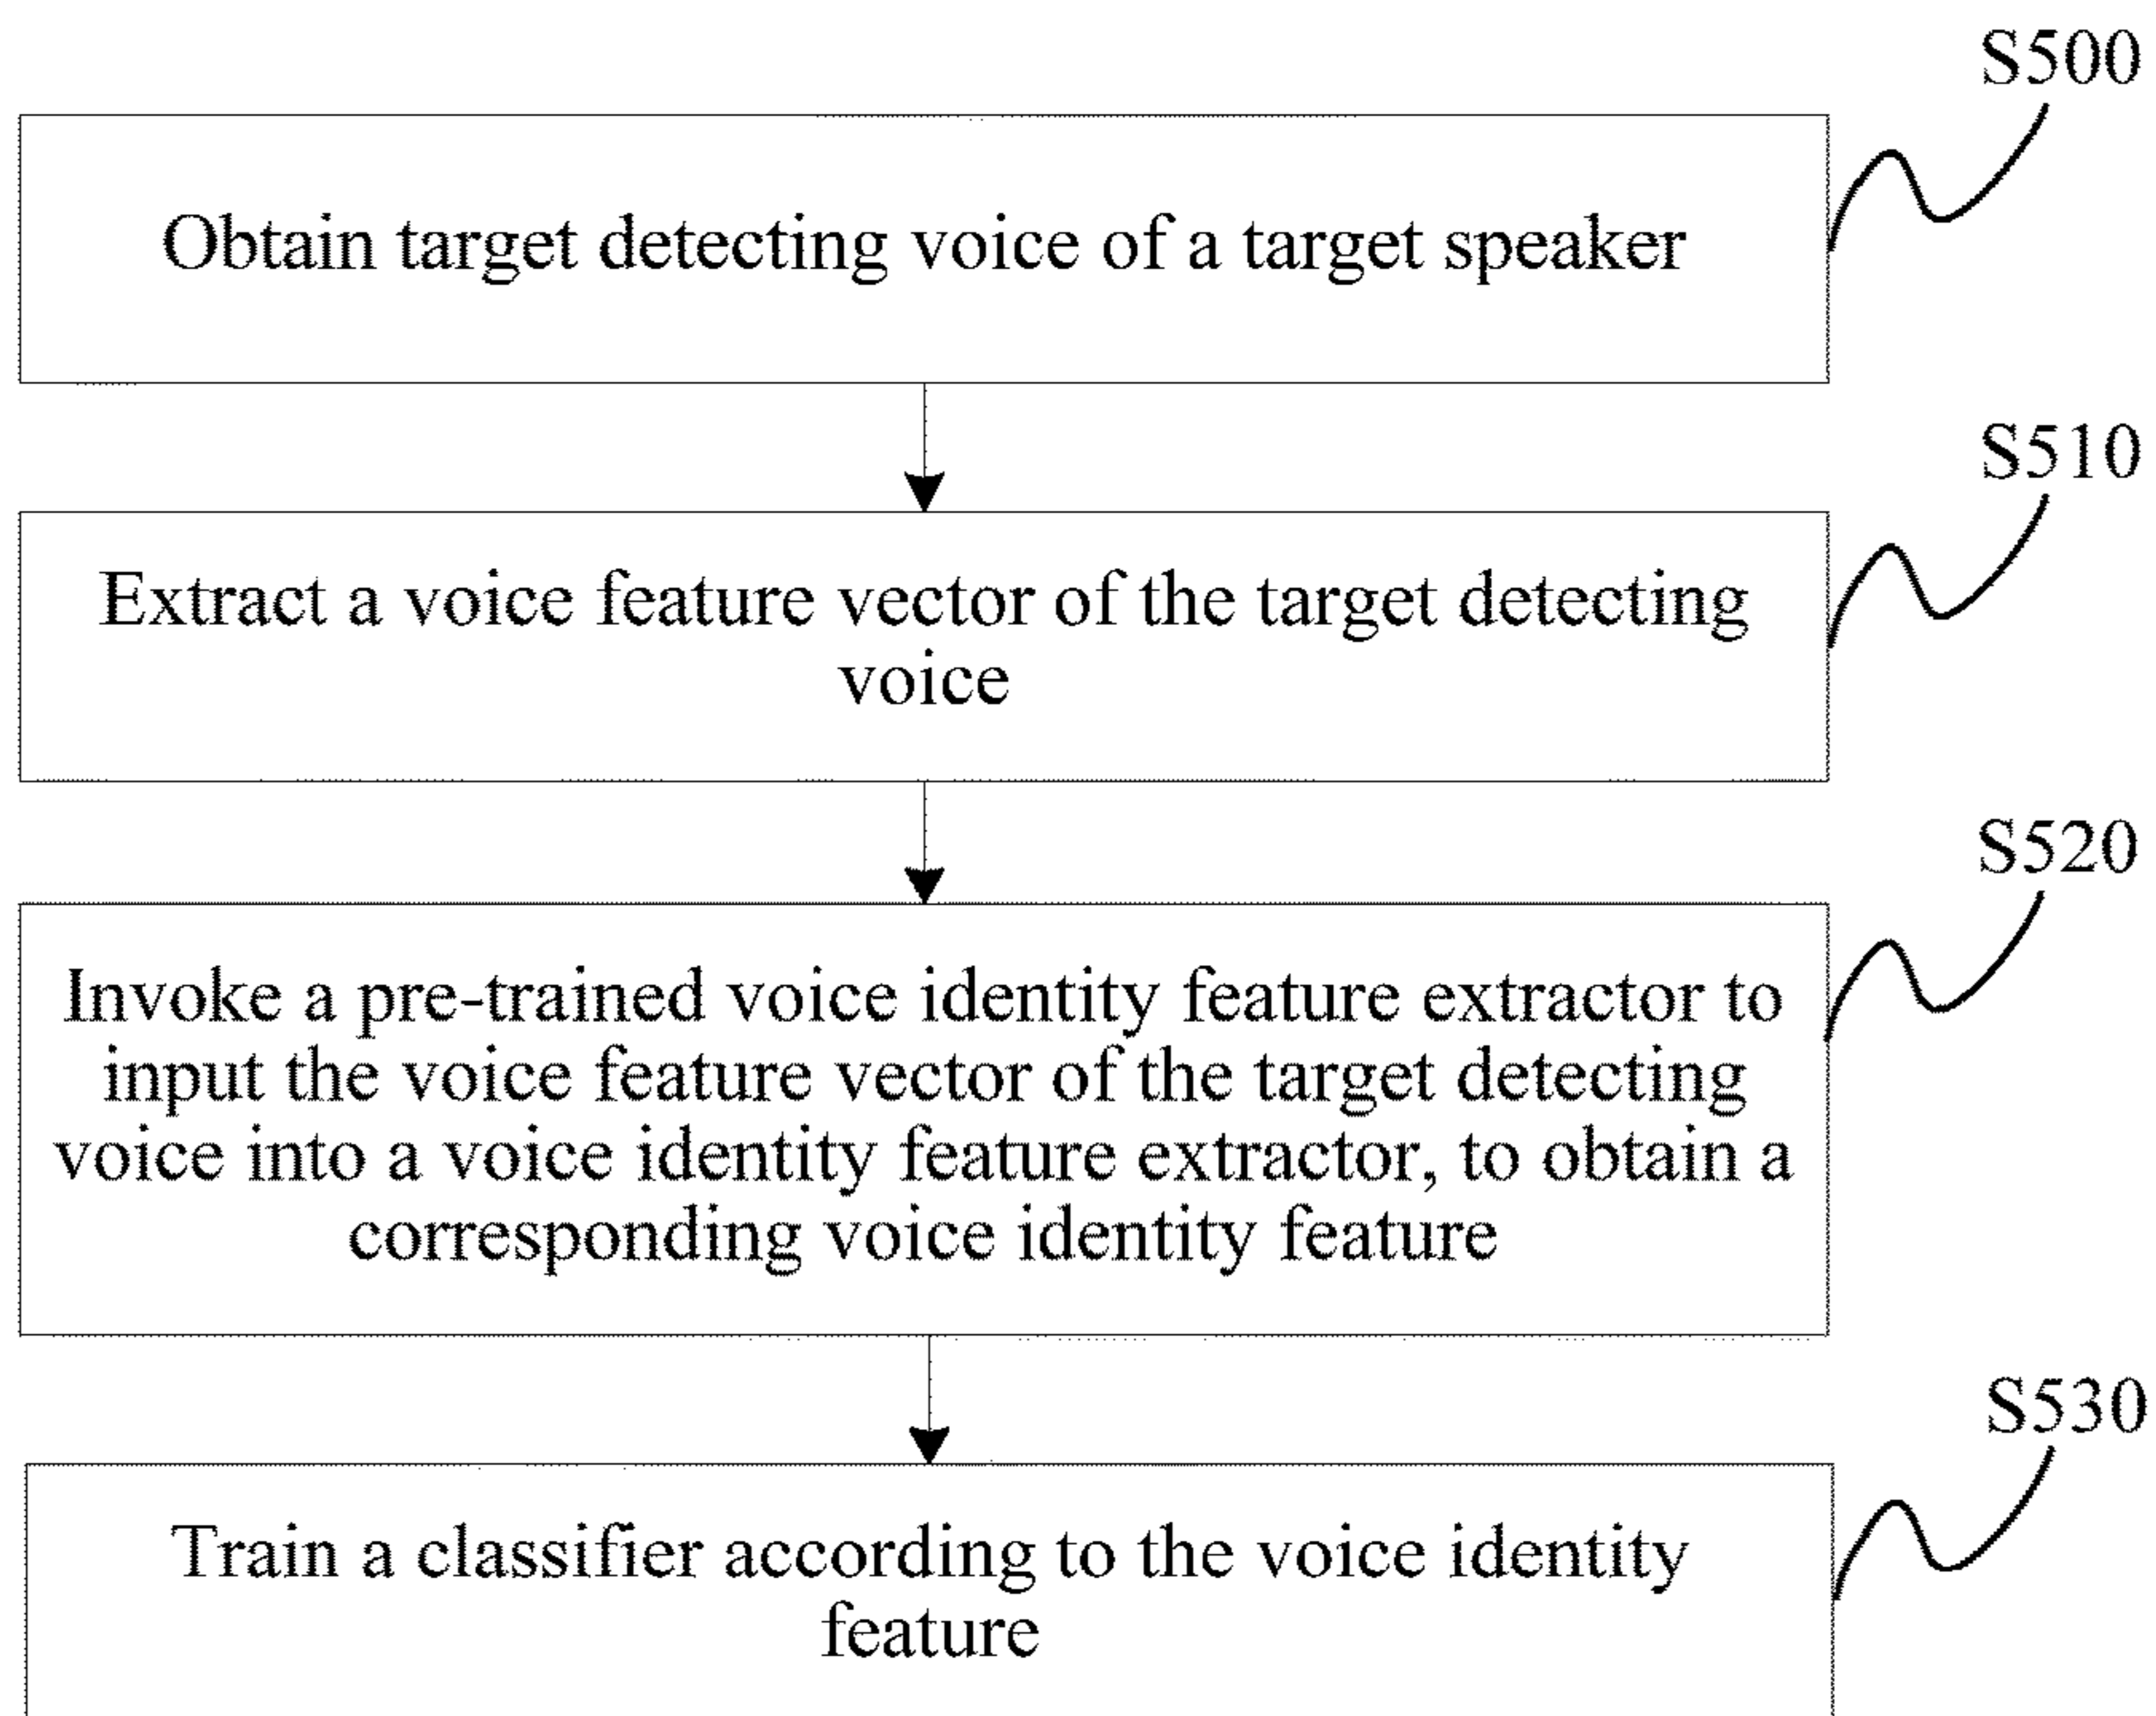 S500
Obtain target detecting voice of a target speaker
S510
Extract a voice feature vector of the target detecting
voice
S520
Invoke a pre-trained voice identity feature extractor to
input the voice feature vector of the target detecting
voice into a voice identity feature extractor, to obtain a
corresponding voice identity feature
S530
Train a classifier according to the voice identity
feature